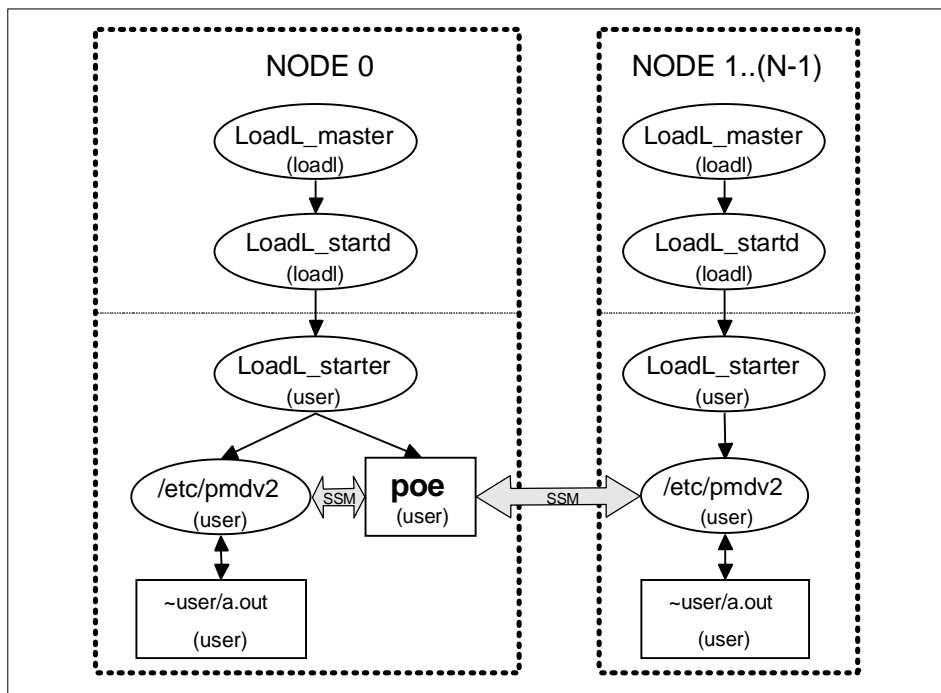 NODE 0
LoadL_master
(loadl)
LoadL_startd
(loadl)
LoadL_starter
(user)
/etc/pmdv2
(user)
SSM
poe
(user)
~user/a.out
(user)
SSM
NODE 1..(N-1)
LoadL_master
(loadl)
LoadL_startd
(loadl)
LoadL_starter
(user)
/etc/pmdv2
(user)
~user/a.out
(user)